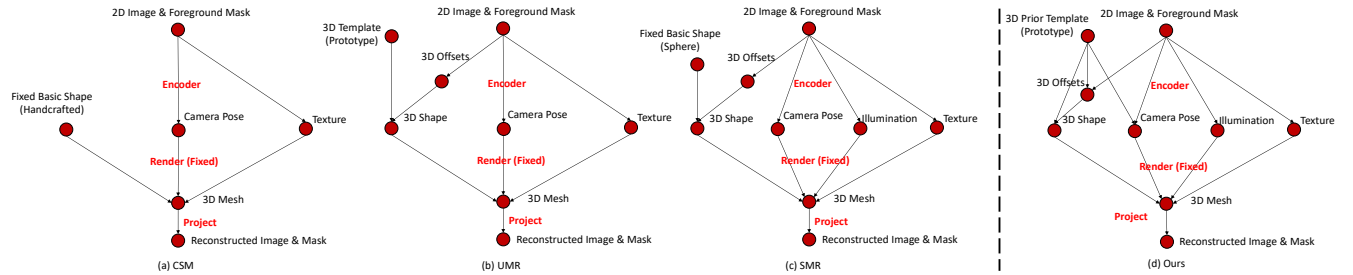 2D Image & Foreground Mask
Encoder
Fixed Basic Shape
(Handcrafted)
Camera Pose
Texture
Render (Fixed)
3D Mesh
Project
Reconstructed Image & Mask
(a) CSM
2D Image & Foreground Mask
3D Template
(Prototype)
3D Offsets
Encoder
3D Shape
Camera Pose
Texture
Render (Fixed)
3D Mesh
Project
Reconstructed Image & Mask
(b) UMR
2D Image & Foreground Mask
Fixed Basic Shape
(Sphere)
3D Offsets
Encoder
3D Shape
Camera Pose
Illumination
Texture
Render (Fixed)
3D Mesh
Project
Reconstructed Image & Mask
(c) SMR
3D Prior Template
(Prototype)
2D Image & Foreground Mask
3D Offsets
Encoder
3D Shape
Camera Pose
Illumination
Texture
Render (Fixed)
3D Mesh
Project
Reconstructed Image & Mask
(d) Ours